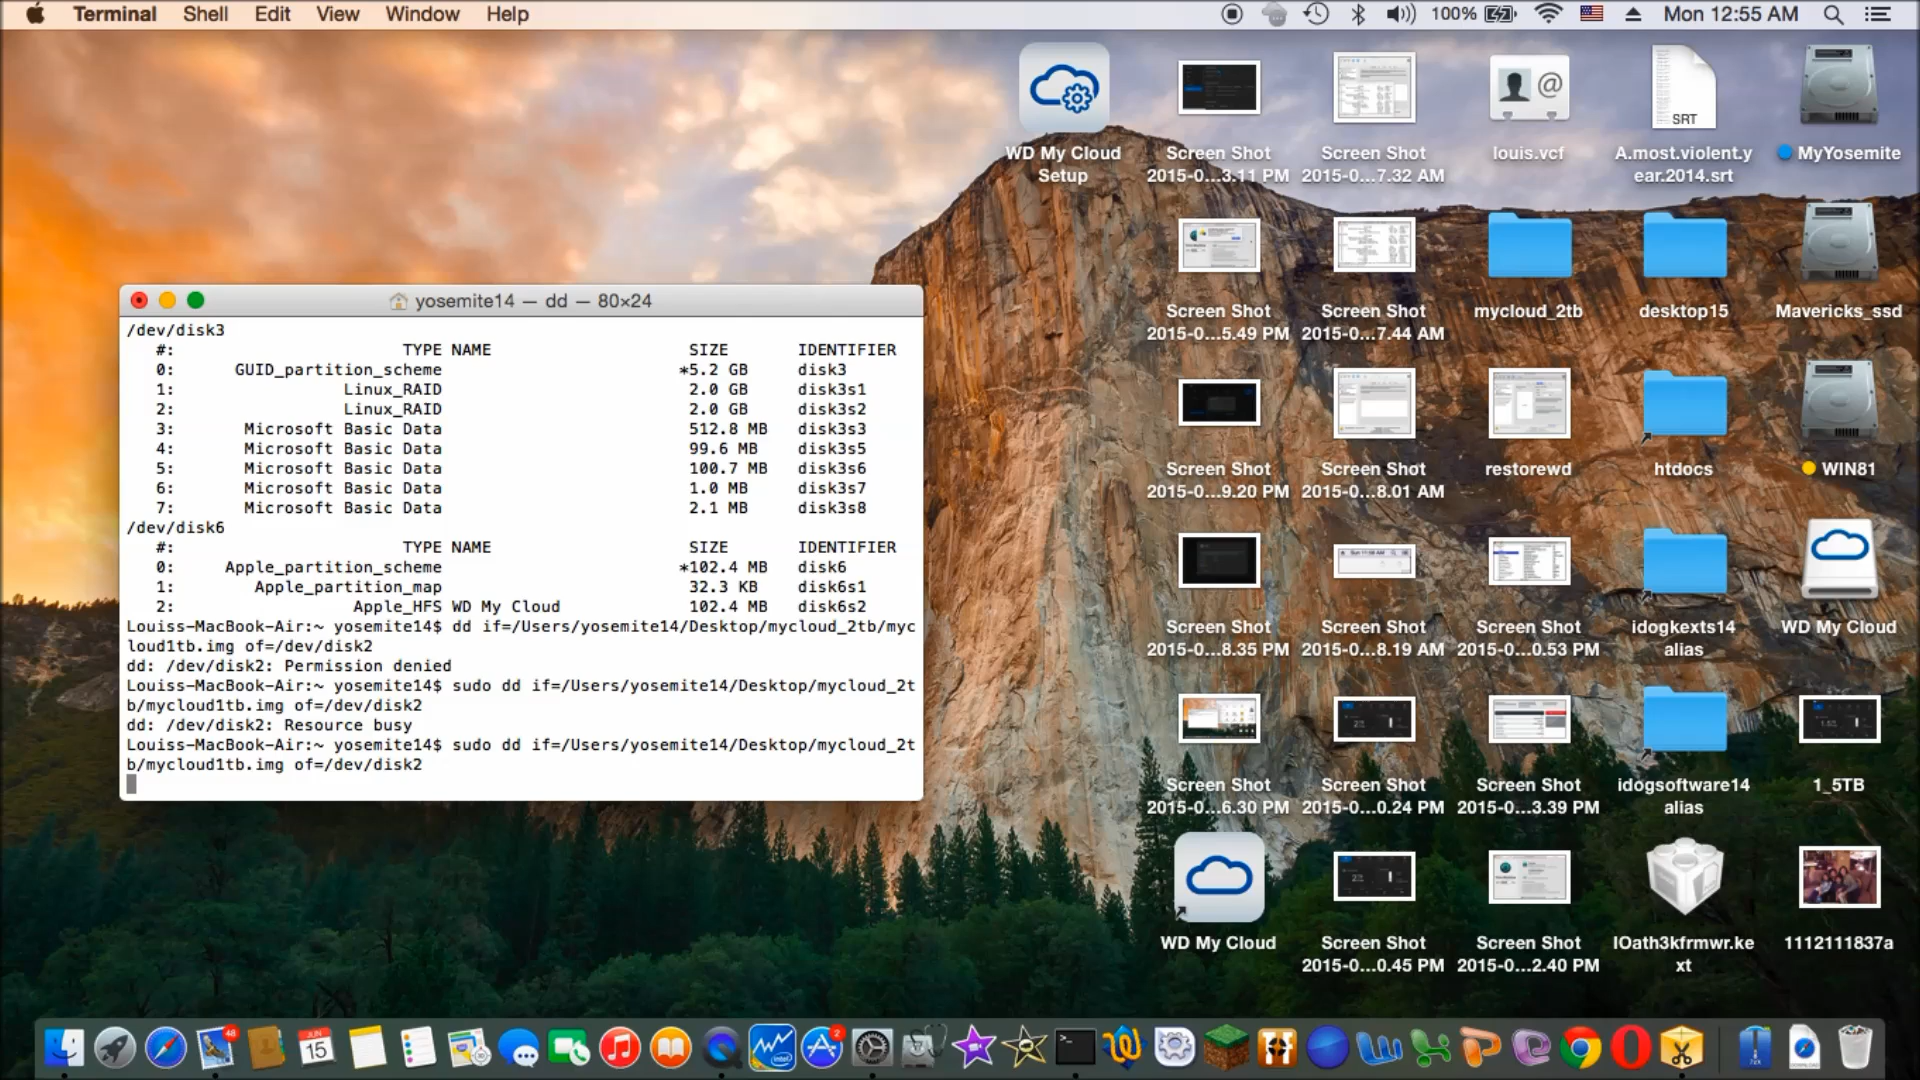 Terminal Shell Edit View Window Help 100% Mon 12:55 AM
yosemite14 — dd — 80×24
/dev/disk3
#: TYPE NAME SIZE IDENTIFIER
0: GUID_partition_scheme *5.2 GB disk3
1: Linux_RAID 2.0 GB disk3s1
2: Linux_RAID 2.0 GB disk3s2
3: Microsoft Basic Data 512.8 MB disk3s3
4: Microsoft Basic Data 99.6 MB disk3s5
5: Microsoft Basic Data 100.7 MB disk3s6
6: Microsoft Basic Data 1.0 MB disk3s7
7: Microsoft Basic Data 2.1 MB disk3s8
/dev/disk6
#: TYPE NAME SIZE IDENTIFIER
0: Apple_partition_scheme *102.4 MB disk6
1: Apple_partition_map 32.3 KB disk6s1
2: Apple_HFS WD My Cloud 102.4 MB disk6s2
Louiss-MacBook-Air:~ yosemite14$ dd if=/Users/yosemite14/Desktop/mycloud_2tb/myc
loud1tb.img of=/dev/disk2
dd: /dev/disk2: Permission denied
Louiss-MacBook-Air:~ yosemite14$ sudo dd if=/Users/yosemite14/Desktop/mycloud_2t
b/mycloud1tb.img of=/dev/disk2
dd: /dev/disk2: Resource busy
Louiss-MacBook-Air:~ yosemite14$ sudo dd if=/Users/yosemite14/Desktop/mycloud_2t
b/mycloud1tb.img of=/dev/disk2
WD My Cloud
Setup
Screen Shot
2015-0...3.11 PM
Screen Shot
2015-0...7.32 AM
@
louis.vcf
SRT
A.most.violent.y
ear.2014.srt
MyYosemite
Screen Shot
2015-0...5.49 PM
Screen Shot
2015-0...7.44 AM
mycloud_2tb
desktop15
Mavericks_ssd
Screen Shot
2015-0...9.20 PM
Screen Shot
2015-0...8.01 AM
restorewd
htdocs
WIN81
Screen Shot
2015-0...8.35 PM
Screen Shot
2015-0...8.19 AM
Screen Shot
2015-0...0.53 PM
idogkexts14
alias
WD My Cloud
Screen Shot
2015-0...6.30 PM
Screen Shot
2015-0...0.24 PM
Screen Shot
2015-0...3.39 PM
idogsoftware14
alias
1_5TB
WD My Cloud
Screen Shot
2015-0...0.45 PM
Screen Shot
2015-0...2.40 PM
IOath3kfrmwr.ke
xt
1112111837a
48
JUN
15
intel
2